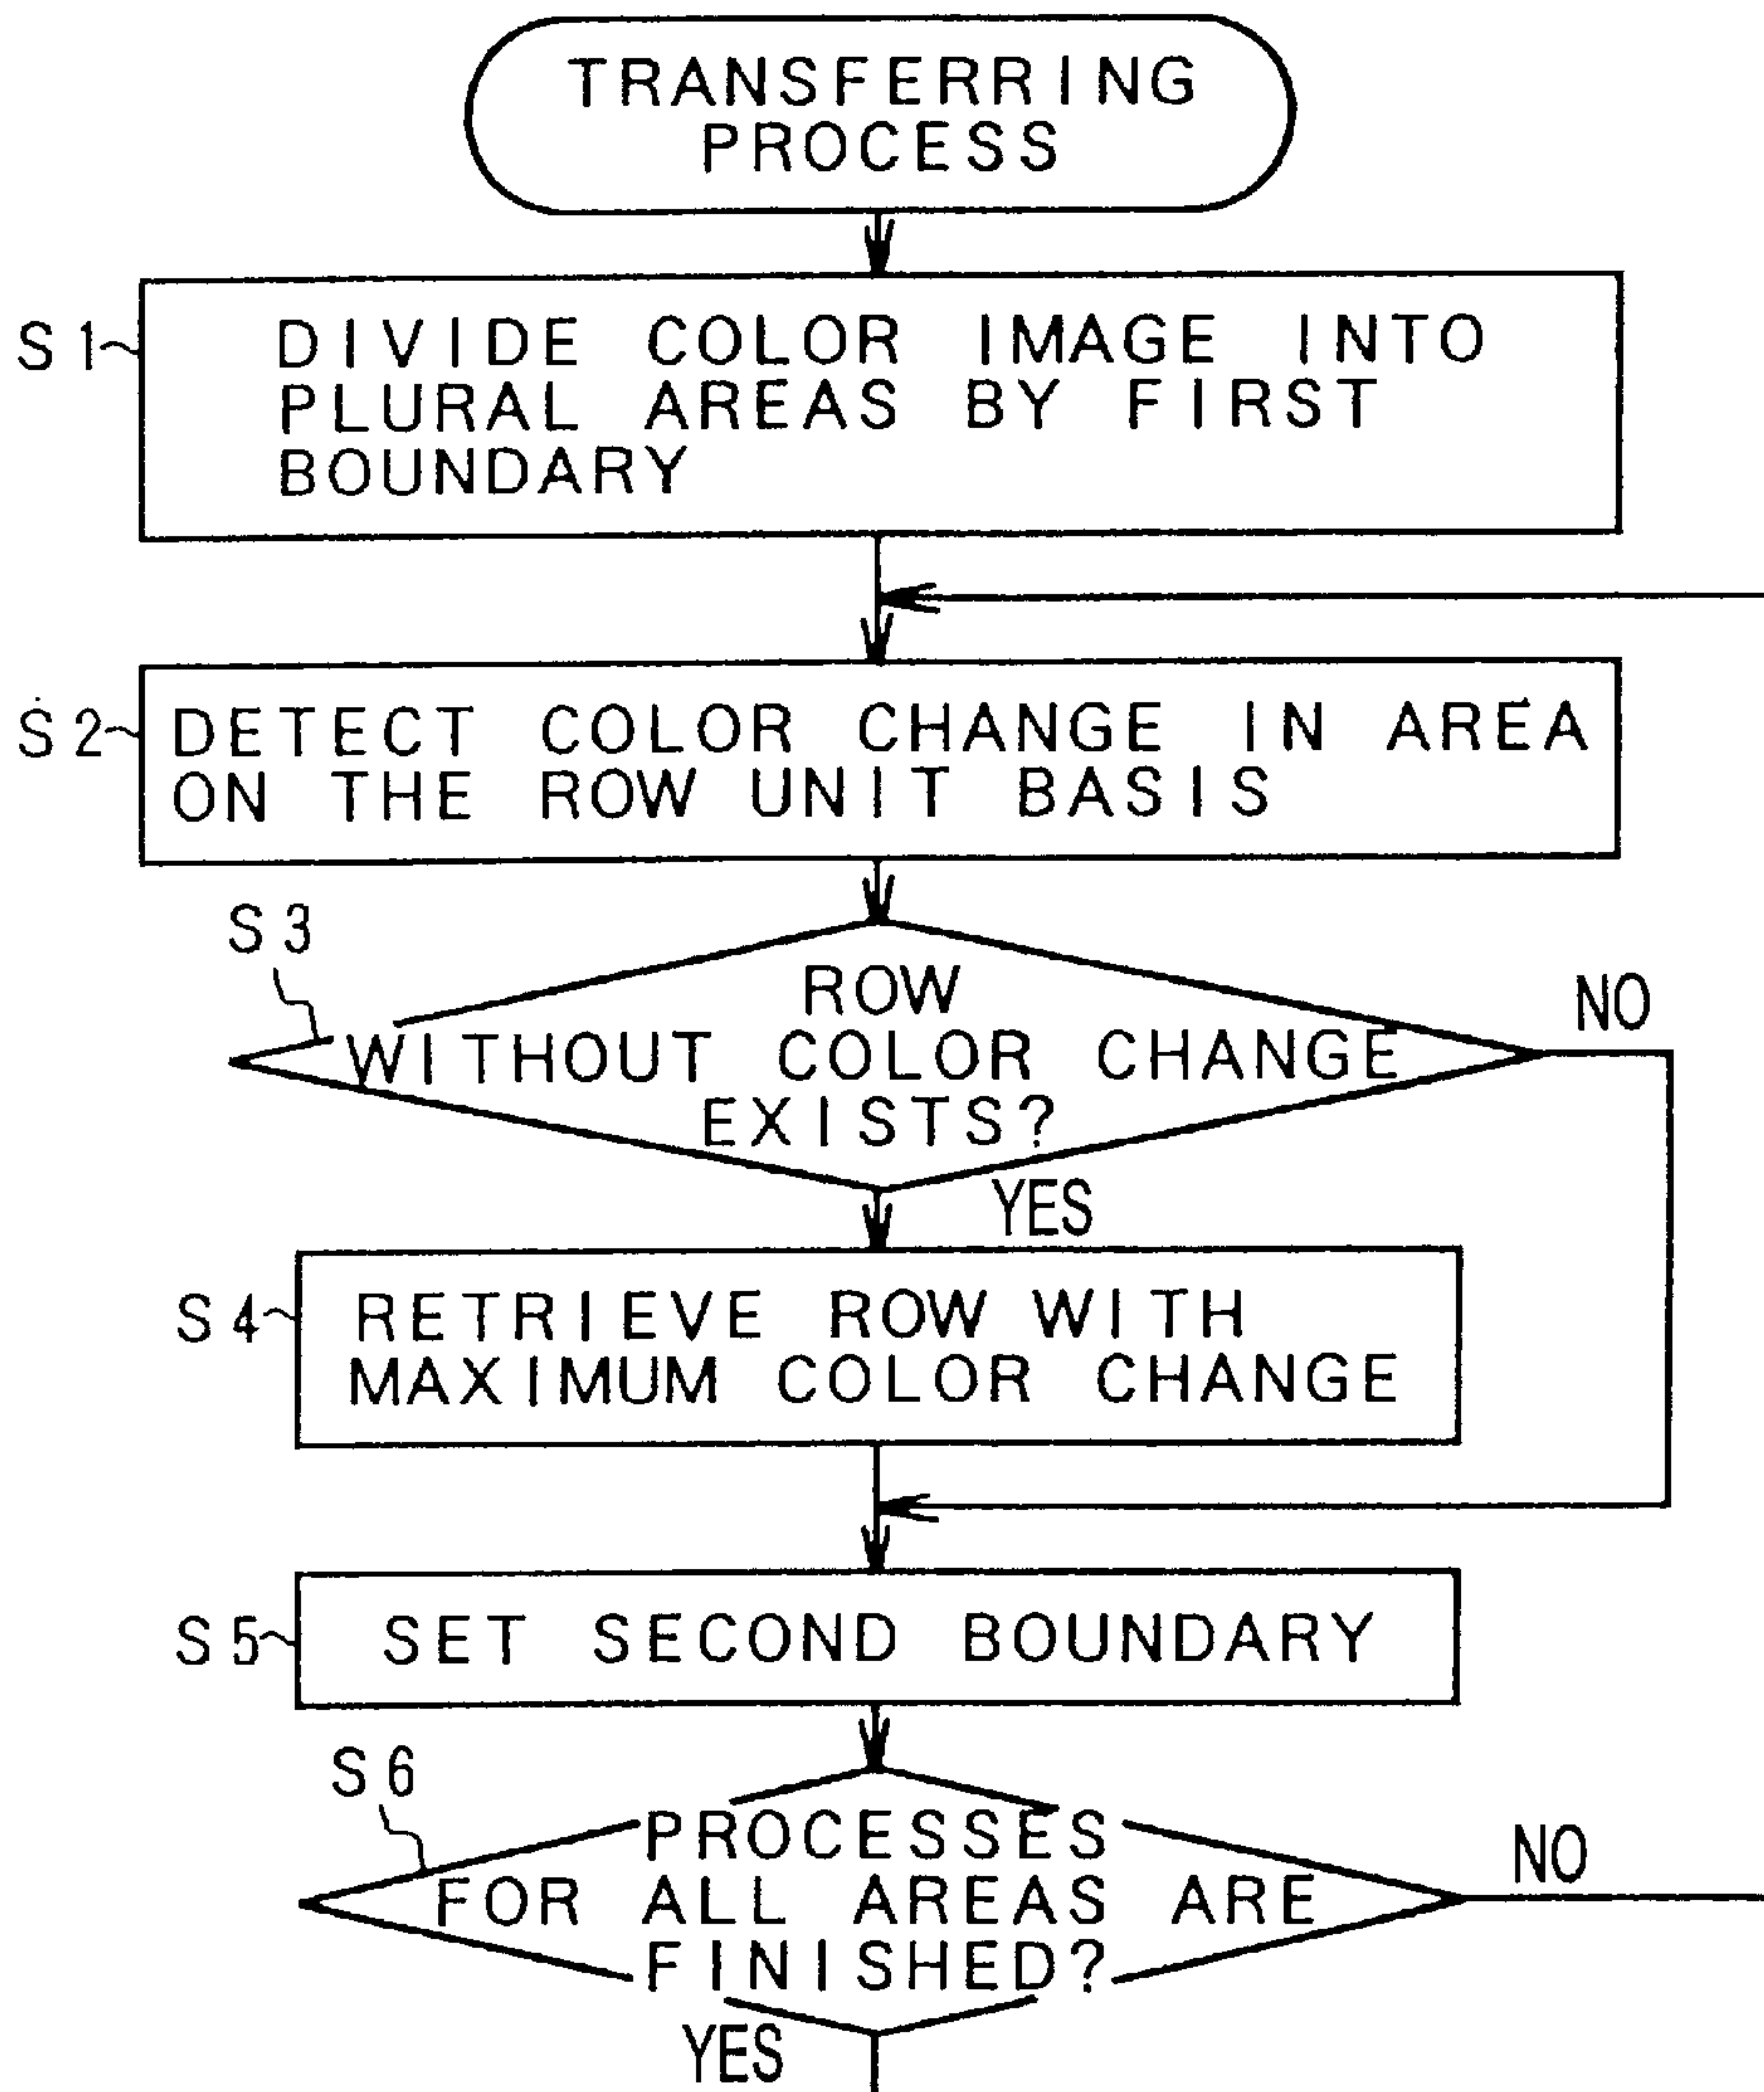 TRANSFERRING
PROCESS
S1
DIVIDE COLOR IMAGE INTO
PLURAL AREAS BY FIRST
BOUNDARY
S2
DETECT COLOR CHANGE IN AREA
ON THE ROW UNIT BASIS
S3
ROW
WITHOUT COLOR CHANGE
EXISTS?
NO
YES
S4
RETRIEVE ROW WITH
MAXIMUM COLOR CHANGE
S5
SET SECOND BOUNDARY
S6
PROCESSES
FOR ALL AREAS ARE
FINISHED?
NO
YES